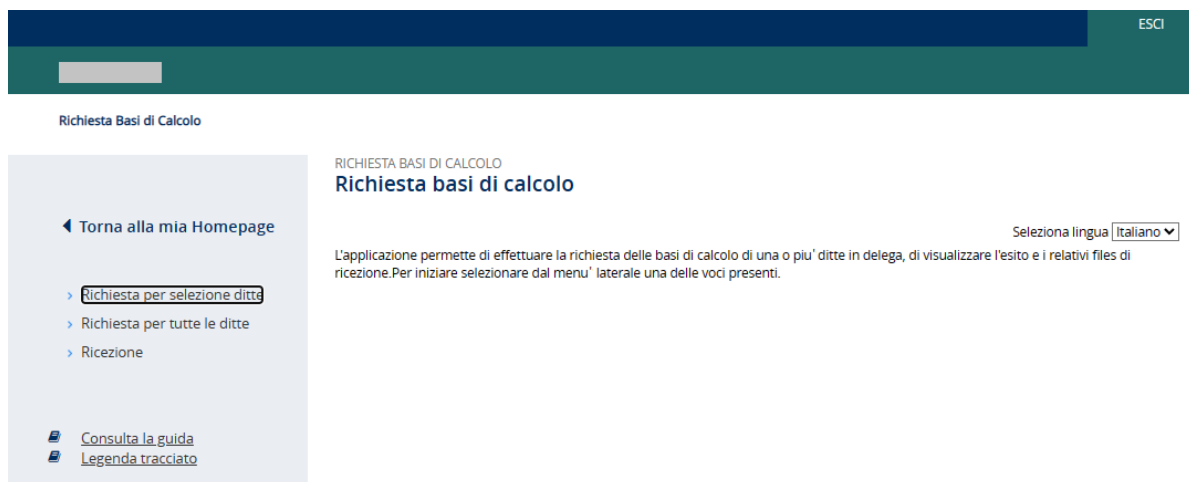 ESCI
Richiesta Basi di Calcolo
RICHIESTA BASI DI CALCOLO
Richiesta basi di calcolo
Torna alla mia Homepage
Seleziona lingua Italiano
L'applicazione permette di effettuare la richiesta delle basi di calcolo di una o piu' ditte in delega, di visualizzare l'esito e i relativi files di
ricezione.Per iniziare selezionare dal menu' laterale una delle voci presenti.
Richiesta per selezione ditte
Richiesta per tutte le ditte
Ricezione
Consulta la guida
Legenda tracciato